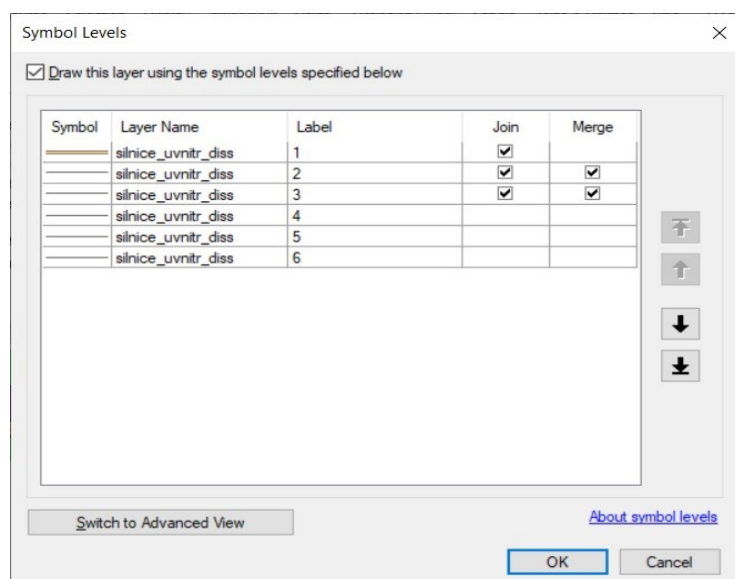 Symbol Levels
Draw this layer using the symbol levels specified below
Symbol Layer Name Label Join Merge
silnice_uvnitr_diss 1
silnice_uvnitr_diss 2
silnice_uvnitr_diss 3
silnice_uvnitr_diss 4
silnice_uvnitr_diss 5
silnice_uvnitr_diss 6
Switch to Advanced View
About symbol levels
OK Cancel